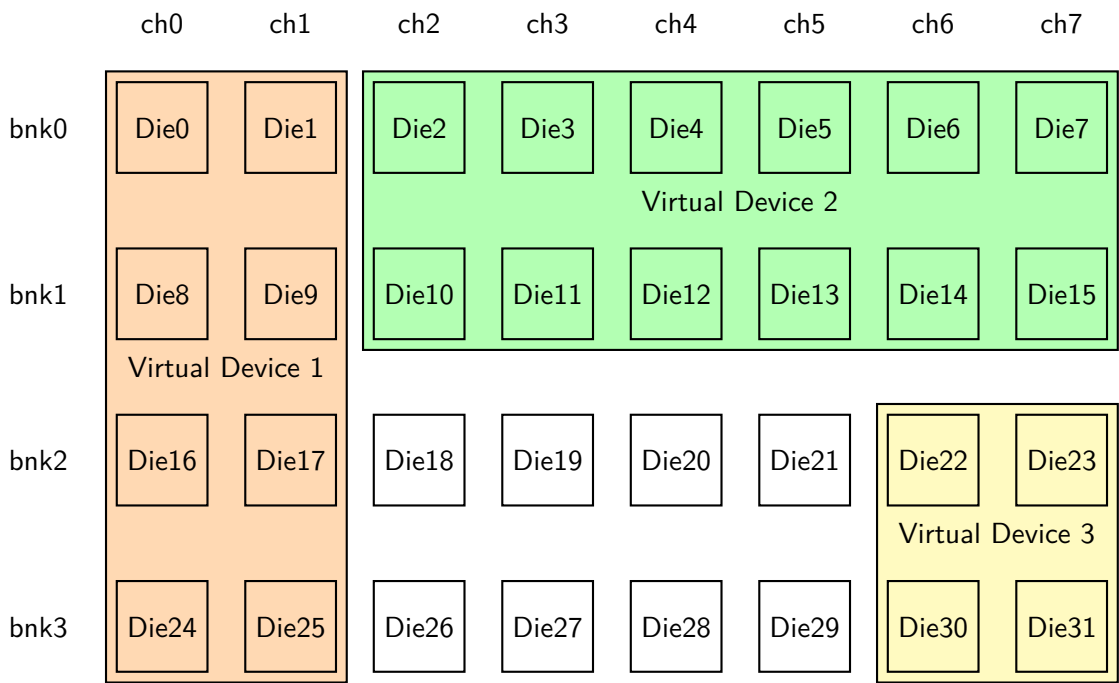 ch0 ch1 ch2 ch3 ch4 ch5 ch6 ch7
bnk0 Die0 Die1 Die2 Die3 Die4 Die5 Die6 Die7
Virtual Device 2
bnk1 Die8 Die9 Die10 Die11 Die12 Die13 Die14 Die15
Virtual Device 1
bnk2 Die16 Die17 Die18 Die19 Die20 Die21 Die22 Die23
Virtual Device 3
bnk3 Die24 Die25 Die26 Die27 Die28 Die29 Die30 Die31